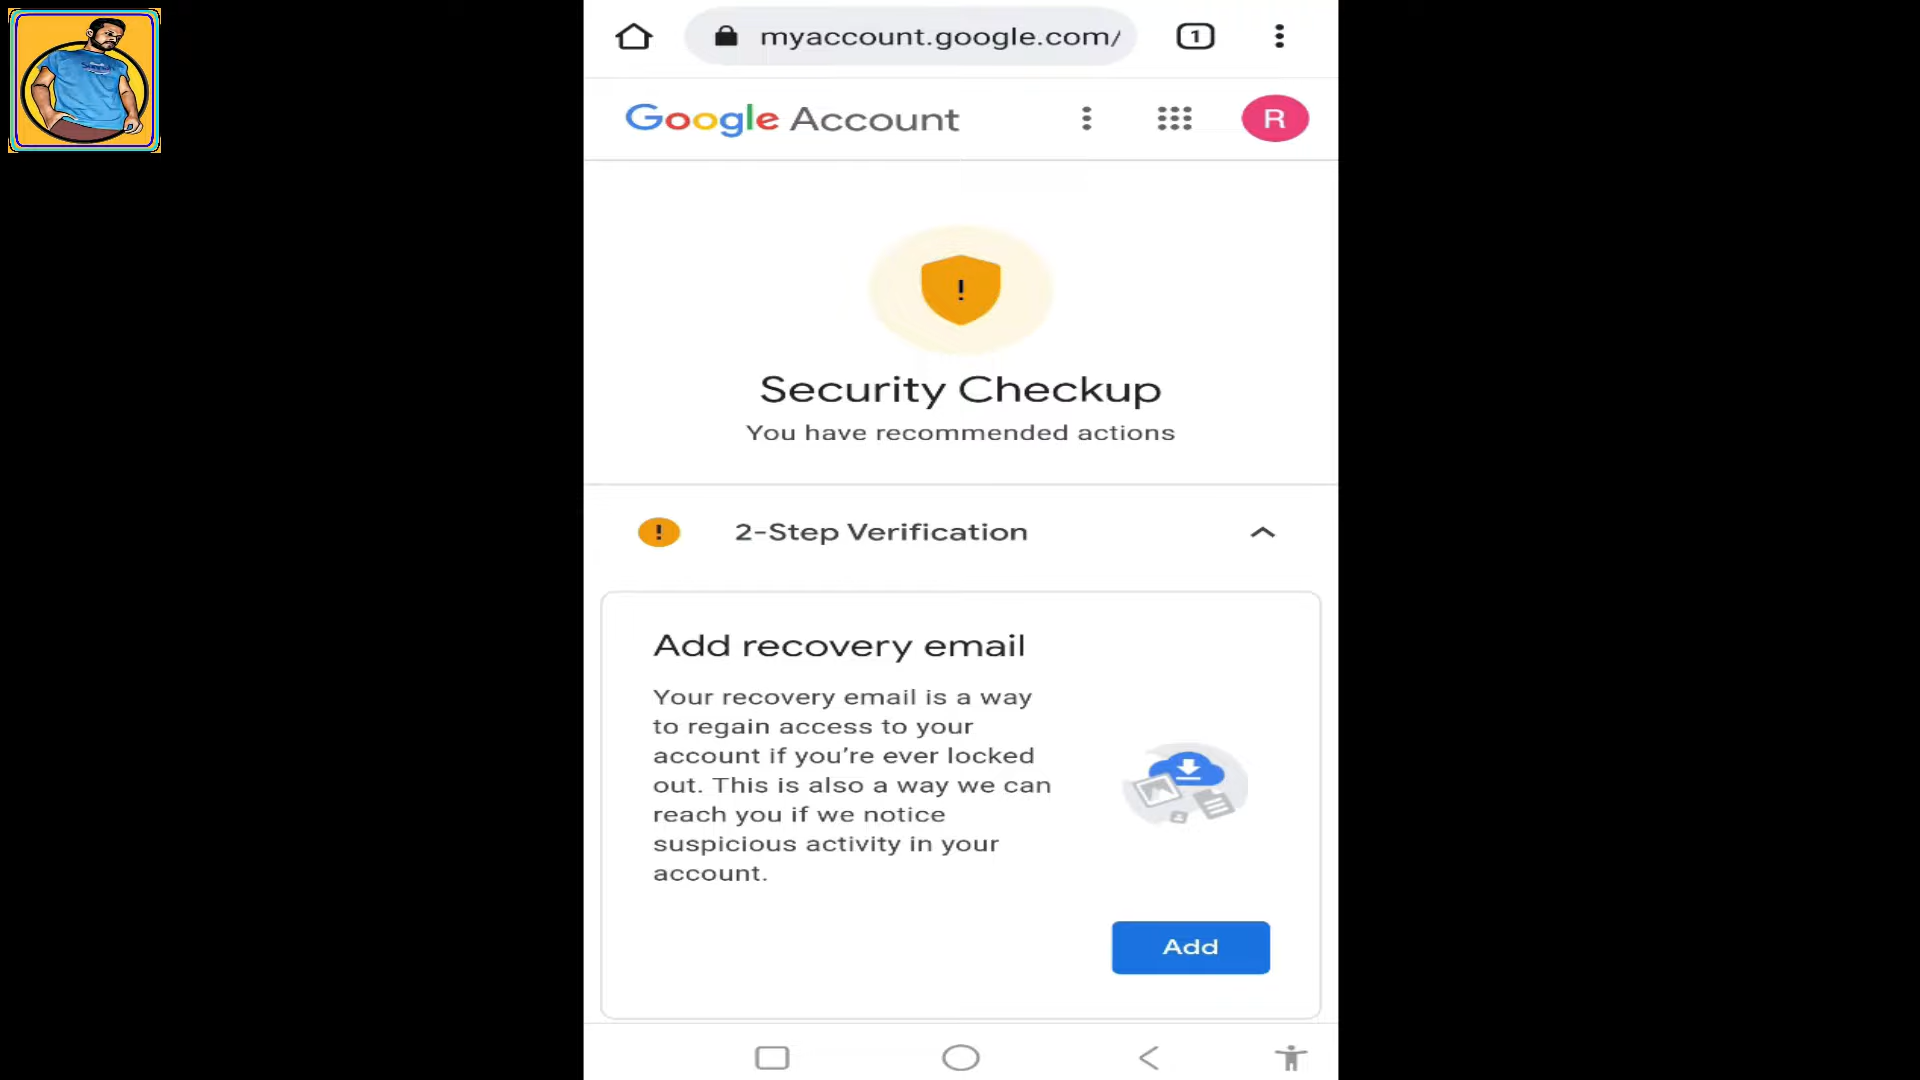 myaccount.google.com/
1
Google Account
R
!
Security Checkup
You have recommended actions
!
2-Step Verification
Add recovery email
Your recovery email is a way
to regain access to your
account if you’re ever locked
out. This is also a way we can
reach you if we notice
suspicious activity in your
account.
Add